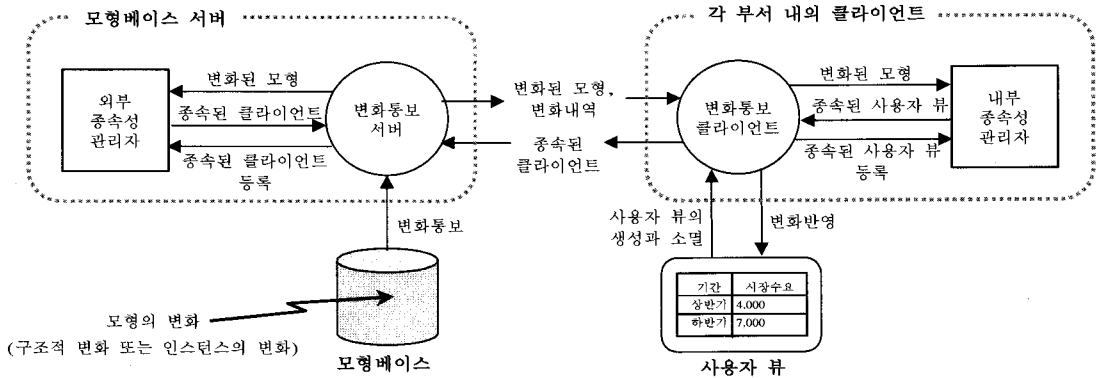 모형베이스 서버
각 부서 내의 클라이언트
외부
종속성
관리자
변화된 모형
종속된 클라이언트
종속된 클라이언트
등록
변화통보
서버
변화된 모형,
변화내역
종속된
클라이언트
변화통보
클라이언트
변화된 모형
종속된 사용자 뷰
종속된 사용자 뷰
등록
내부
종속성
관리자
변화통보
사용자 뷰의
생성과 소멸
변화반영
모형의 변화
(구조적 변화 또는 인스턴스의 변화)
모형베이스
기간 시장수요
상반기 4,000
하반기 7,000
사용자 뷰